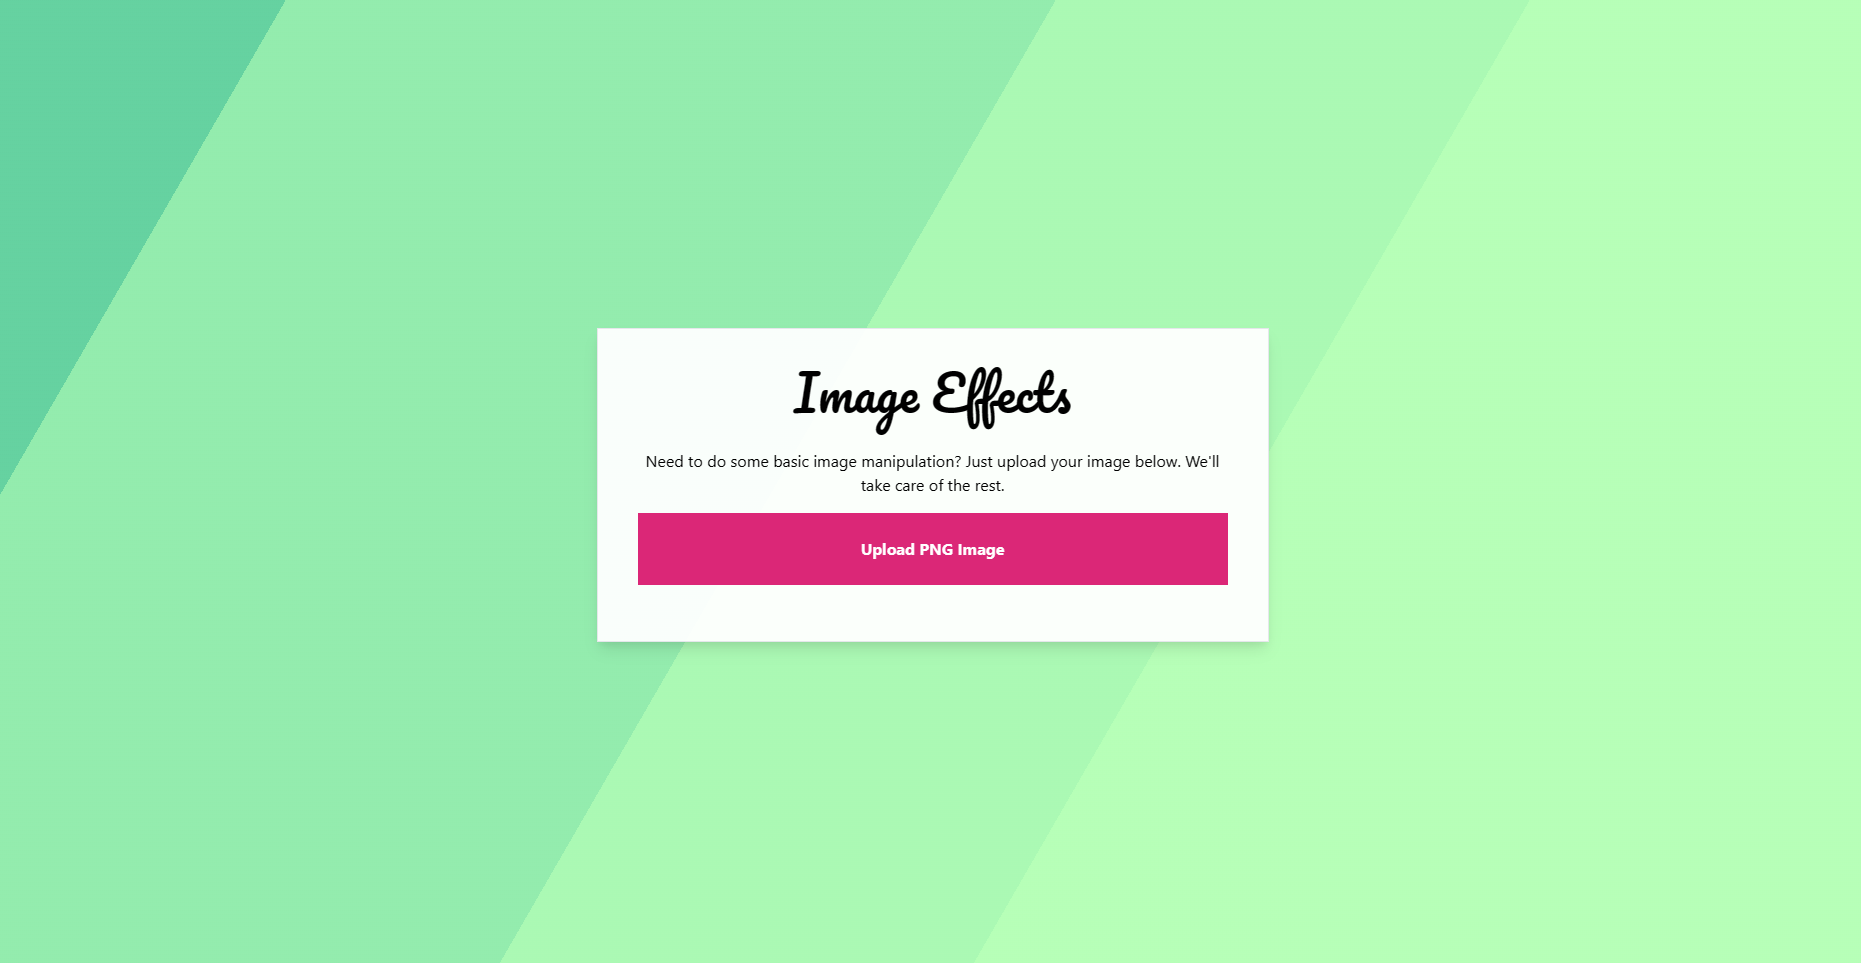 Image Effects
Need to do some basic image manipulation? Just upload your image below. We'll
take care of the rest.
Upload PNG Image